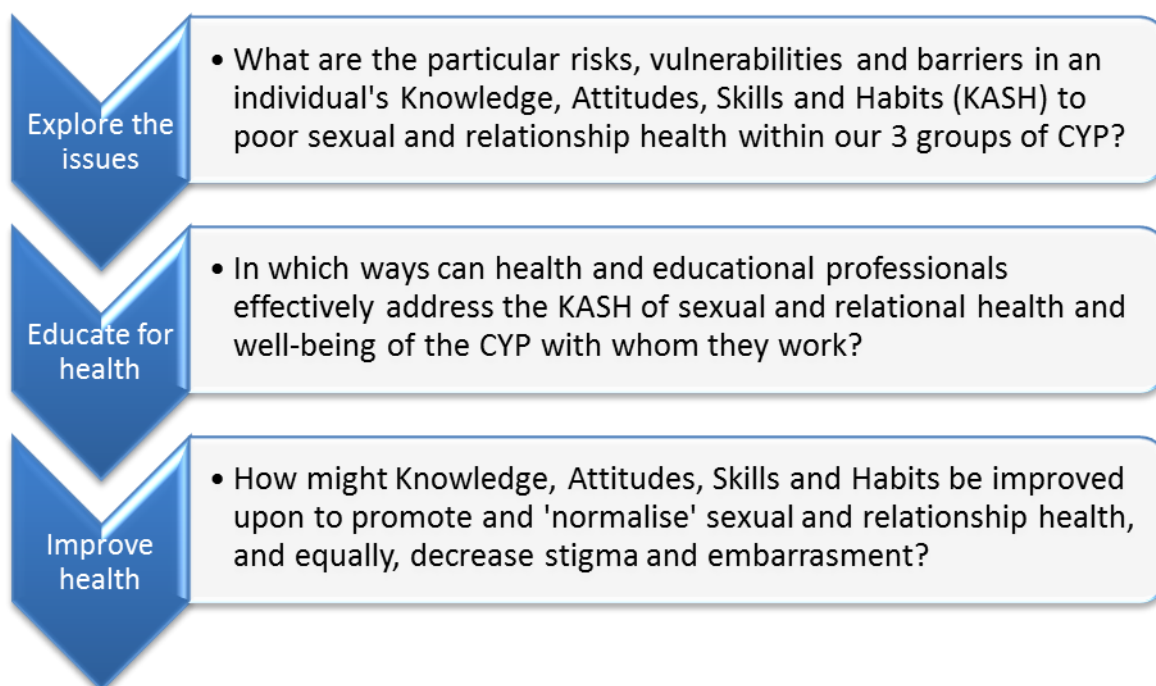 Explore the
issues
• What are the particular risks, vulnerabilities and barriers in an
individual's Knowledge, Attitudes, Skills and Habits (KASH) to
poor sexual and relationship health within our 3 groups of CYP?
Educate for
health
• In which ways can health and educational professionals
effectively address the KASH of sexual and relational health and
well-being of the CYP with whom they work?
Improve
health
• How might Knowledge, Attitudes, Skills and Habits be improved
upon to promote and 'normalise' sexual and relationship health,
and equally, decrease stigma and embarrasment?